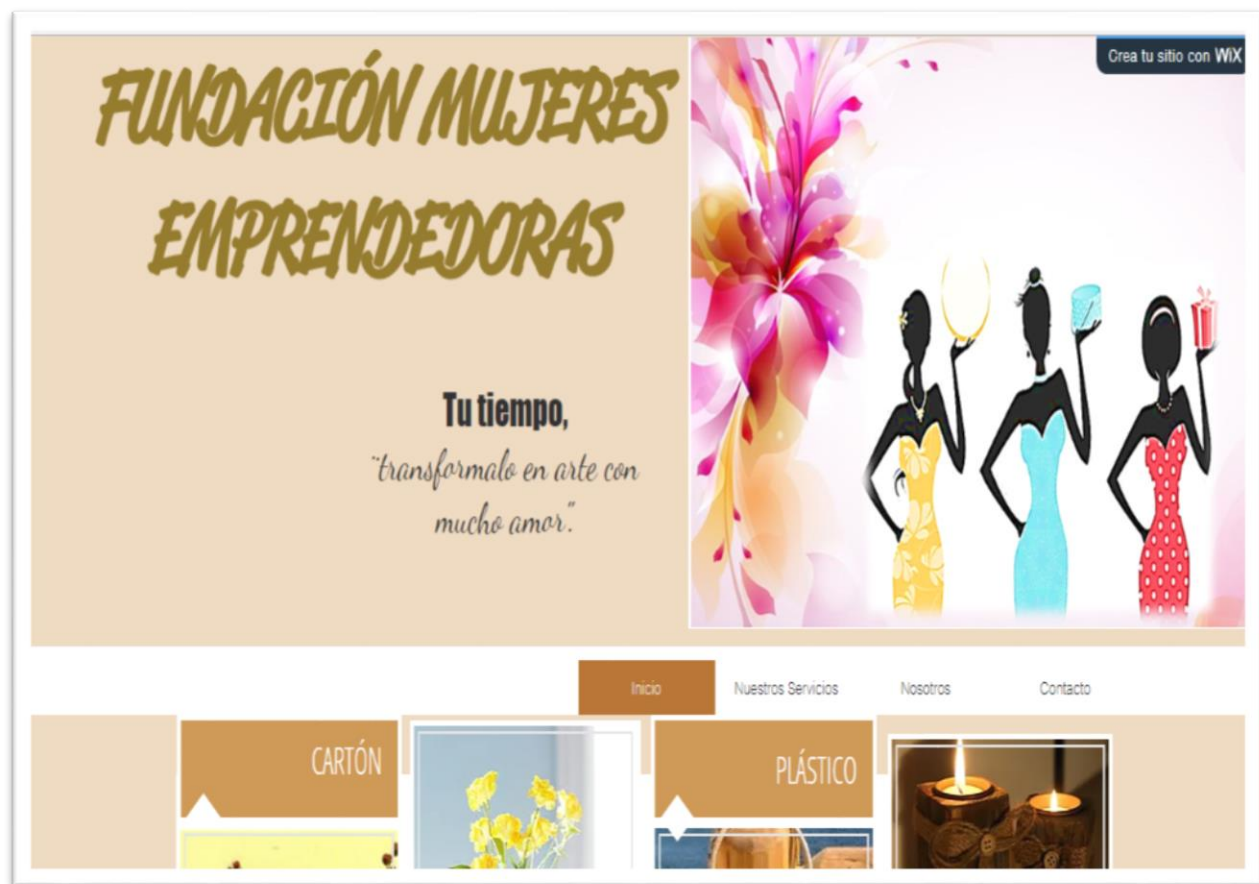 Crea tu sitio con WiX
FUNDACIÓN MUJERES
EMPRENDEDORAS
Tu tiempo,
¨transformalo en arte con
mucho amor¨.
Inicio
Nuestros Servicios
Nosotros
Contacto
CARTÓN
PLÁSTICO